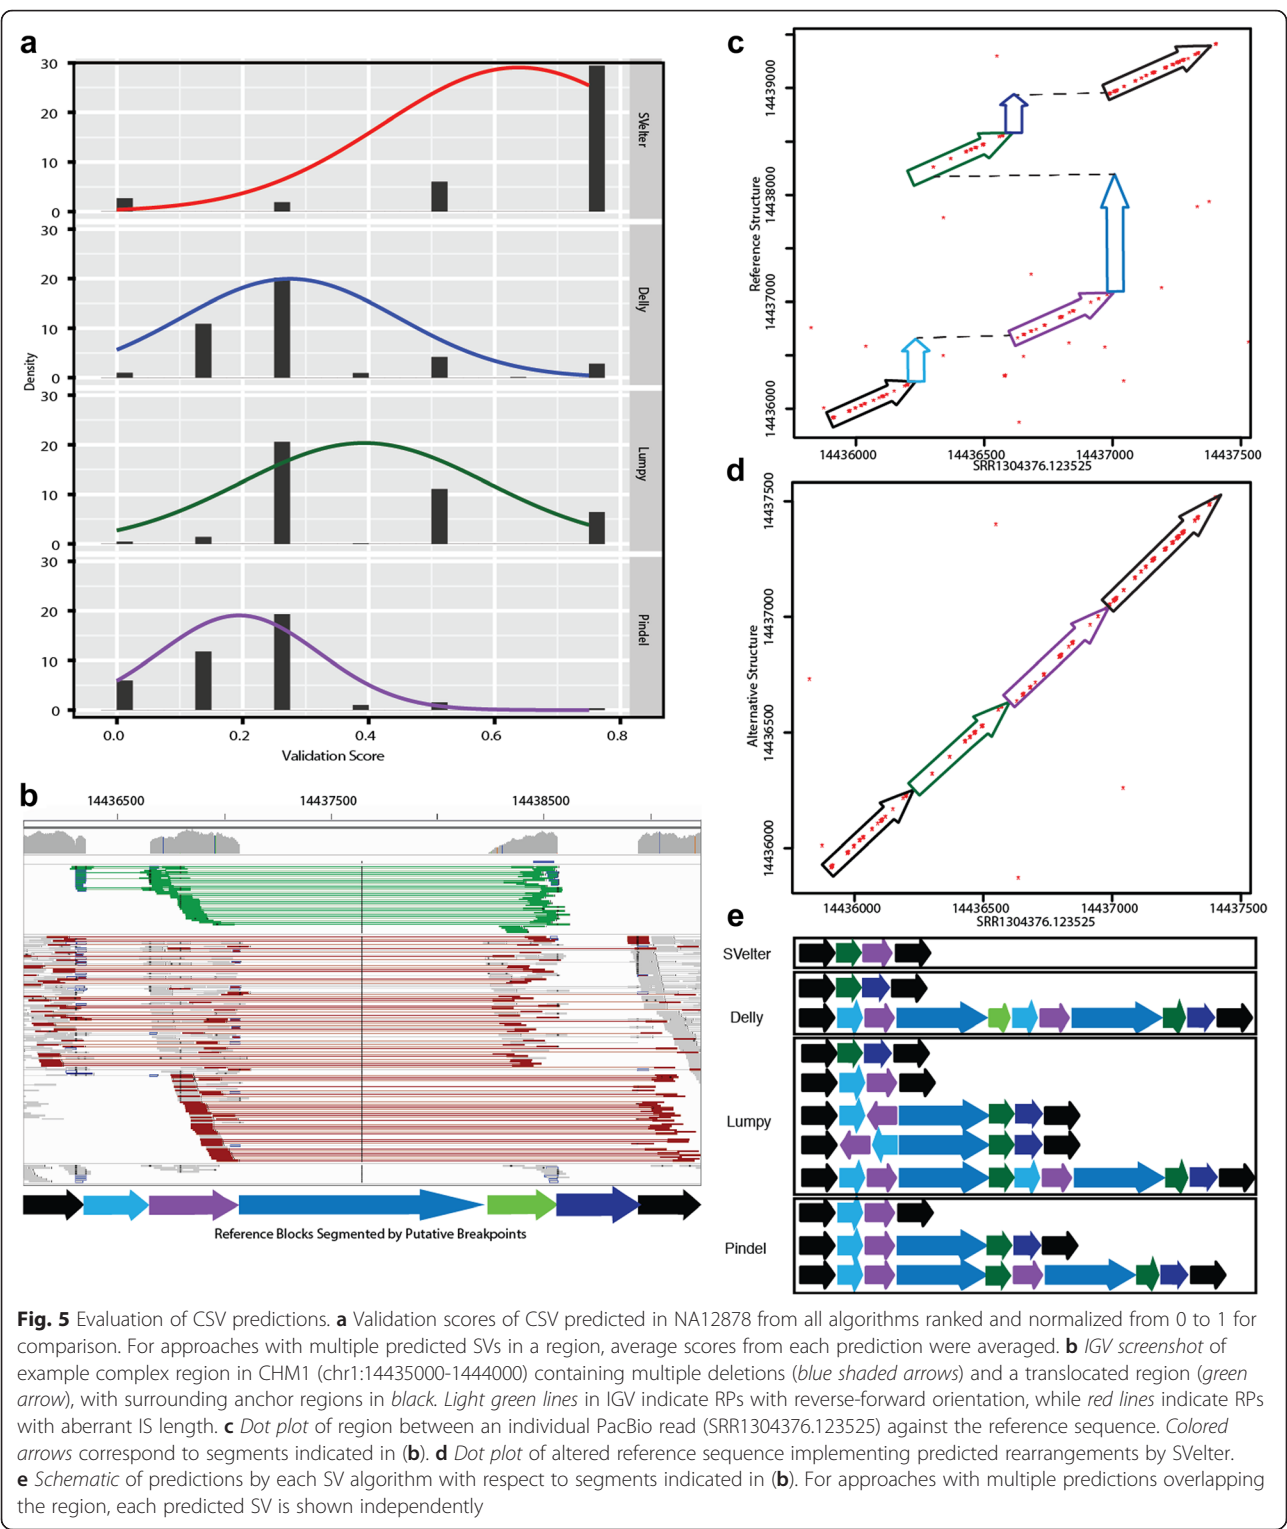 a
30
20
10
0
SVelter
30
20
10
0
Delly
30
20
10
0
Lumpy
30
20
10
0
Pindel
Density
0.0 0.2 0.4 0.6 0.8
Validation Score
b
14436500 14437500 14438500
Reference Blocks Segmented by Putative Breakpoints
c
Reference Structure
14436000 14437000 14438000 14439000
14436000 14436500 14437000 14437500
SRR1304376.123525
d
Alternative Structure
14436000 14436500 14437000 14437500
14436000 14436500 14437000 14437500
SRR1304376.123525
e
SVelter
Delly
Lumpy
Pindel
Fig. 5 Evaluation of CSV predictions. a Validation scores of CSV predicted in NA12878 from all algorithms ranked and normalized from 0 to 1 for
comparison. For approaches with multiple predicted SVs in a region, average scores from each prediction were averaged. b IGV screenshot of
example complex region in CHM1 (chr1:14435000-1444000) containing multiple deletions (blue shaded arrows) and a translocated region (green
arrow), with surrounding anchor regions in black. Light green lines in IGV indicate RPs with reverse-forward orientation, while red lines indicate RPs
with aberrant IS length. c Dot plot of region between an individual PacBio read (SRR1304376.123525) against the reference sequence. Colored
arrows correspond to segments indicated in (b). d Dot plot of altered reference sequence implementing predicted rearrangements by SVelter.
e Schematic of predictions by each SV algorithm with respect to segments indicated in (b). For approaches with multiple predictions overlapping
the region, each predicted SV is shown independently